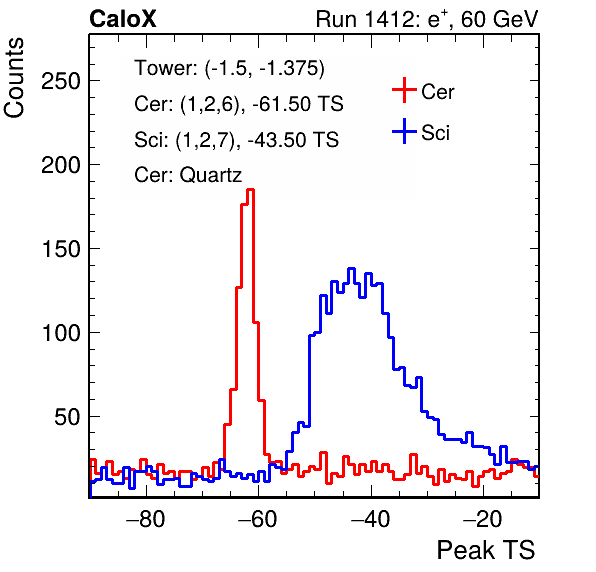 CaloX Run 1412: e⁺, 60 GeV
Counts
Tower: (-1.5, -1.375)
Cer: (1,2,6), -61.50 TS
Sci: (1,2,7), -43.50 TS
Cer: Quartz
Cer
Sci
250
200
150
100
50
−80 −60 −40 −20
Peak TS